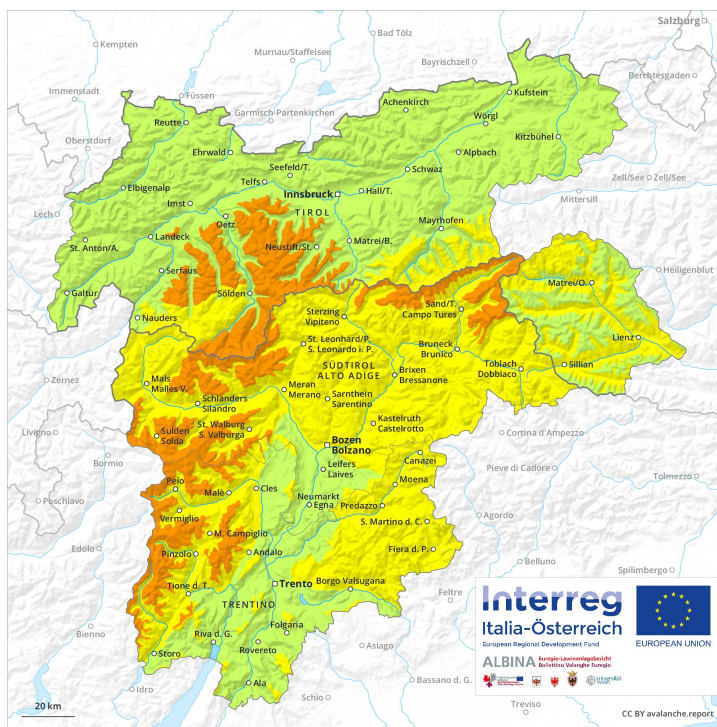 Salzburg
Kempten
Bad Tölz
Murnau/Staffelsee
Bayrischzell
Berchtesgaden
Immenstadt
Füssen
Garmisch-Partenkirchen
Achenkirch
Kufstein
Oberstdorf
Reutte
Wörgl
Kitzbühel
Ehrwald
Seefeld/T.
Alpbach
Schwaz
Telfs
Zell/See
Zell/See
Elbigenalp
Imst
Innsbruck
Hall/T.
Mittersill
Lech
TIROL
Oetz
Mayrhofen
St. Anton/A.
Landeck
Neustift/St.
Matrei/B.
Serfaus
Heiligenblut
Galtür
Sölden
Matrei/O.
Nauders
Sterzing
Vipiteno
Sand/T.
Campo Tures
St. Leonhard/P.
S. Leonardo i. P.
Bruneck
Brunico
Lienz
Zernez
Mals
Malles V.
SÜDTIROL
ALTO ADIGE
Brixen
Bressanone
Toblach
Dobbiaco
Sillian
Meran
Merano
Schlanders
Silandro
Sarnthein
Sarentino
St. Walburg
S. Valburga
Kastelruth
Castelrotto
Livigno
Sulden
Solda
Bozen
Bolzano
Cortina d'Ampezzo
Bormio
Canazei
Leifers
Laives
Pieve di Cadore
Tolmezzo
Poschiavo
Peio
Malè
Cles
Moena
Neumarkt
Egna
Predazzo
Vermiglio
Agordo
M. Campiglio
S. Martino d. C.
Edolo
Pinzolo
Andalo
Fiera d. P.
Belluno
Spilimbergo
Trento
Borgo Valsugana
Tione d. T.
Feltre
TRENTINO
Bienno
Folgaria
Riva d. G.
Rovereto
Asiago
Storo
Idro
Ala
Schio
Bassano d. G.
Treviso
Interreg
Italia-Österreich
European Regional Development Fund
EUROPEAN UNION
ALBINA Euregio-Lawinenlagebericht
Bollettino Valanghe Euregio
20 km
CC BY avalanche.report